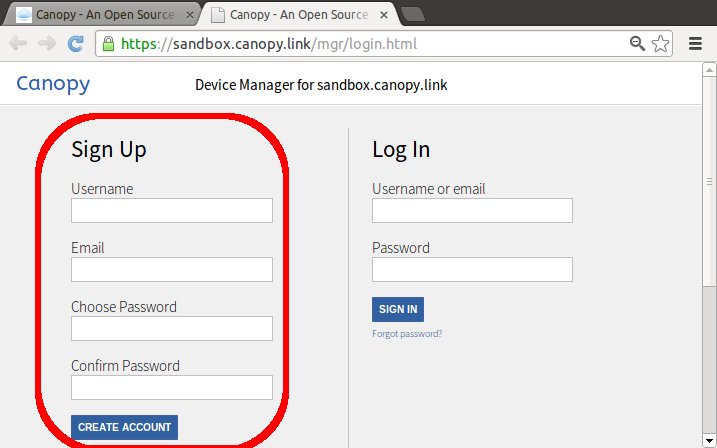 Canopy - An Open Source
Canopy - An Open Source
https://sandbox.canopy.link/mgr/login.html
Canopy
Device Manager for sandbox.canopy.link
Sign Up
Username
Email
Choose Password
Confirm Password
CREATE ACCOUNT
Log In
Username or email
Password
SIGN IN
Forgot password?